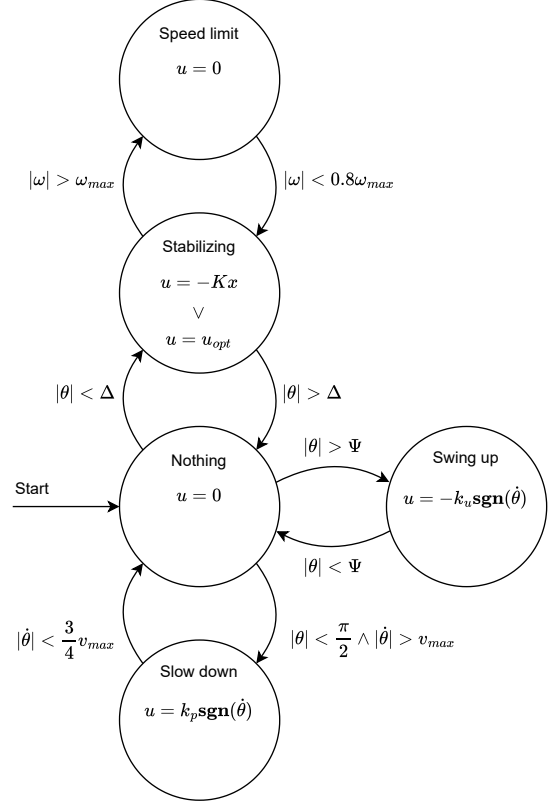 Speed limit
u = 0
|ω| > ω_max
|ω| < 0.8ω_max
Stabilizing
u = −Kx
∨
u = u_opt
|θ| < Δ
|θ| > Δ
Nothing
u = 0
Start
|θ| > Ψ
Swing up
u = −k_u sgn(θ̇)
|θ| < Ψ
|θ̇| < 3/4 v_max
|θ| < π/2 ∧ |θ̇| > v_max
Slow down
u = k_p sgn(θ̇)